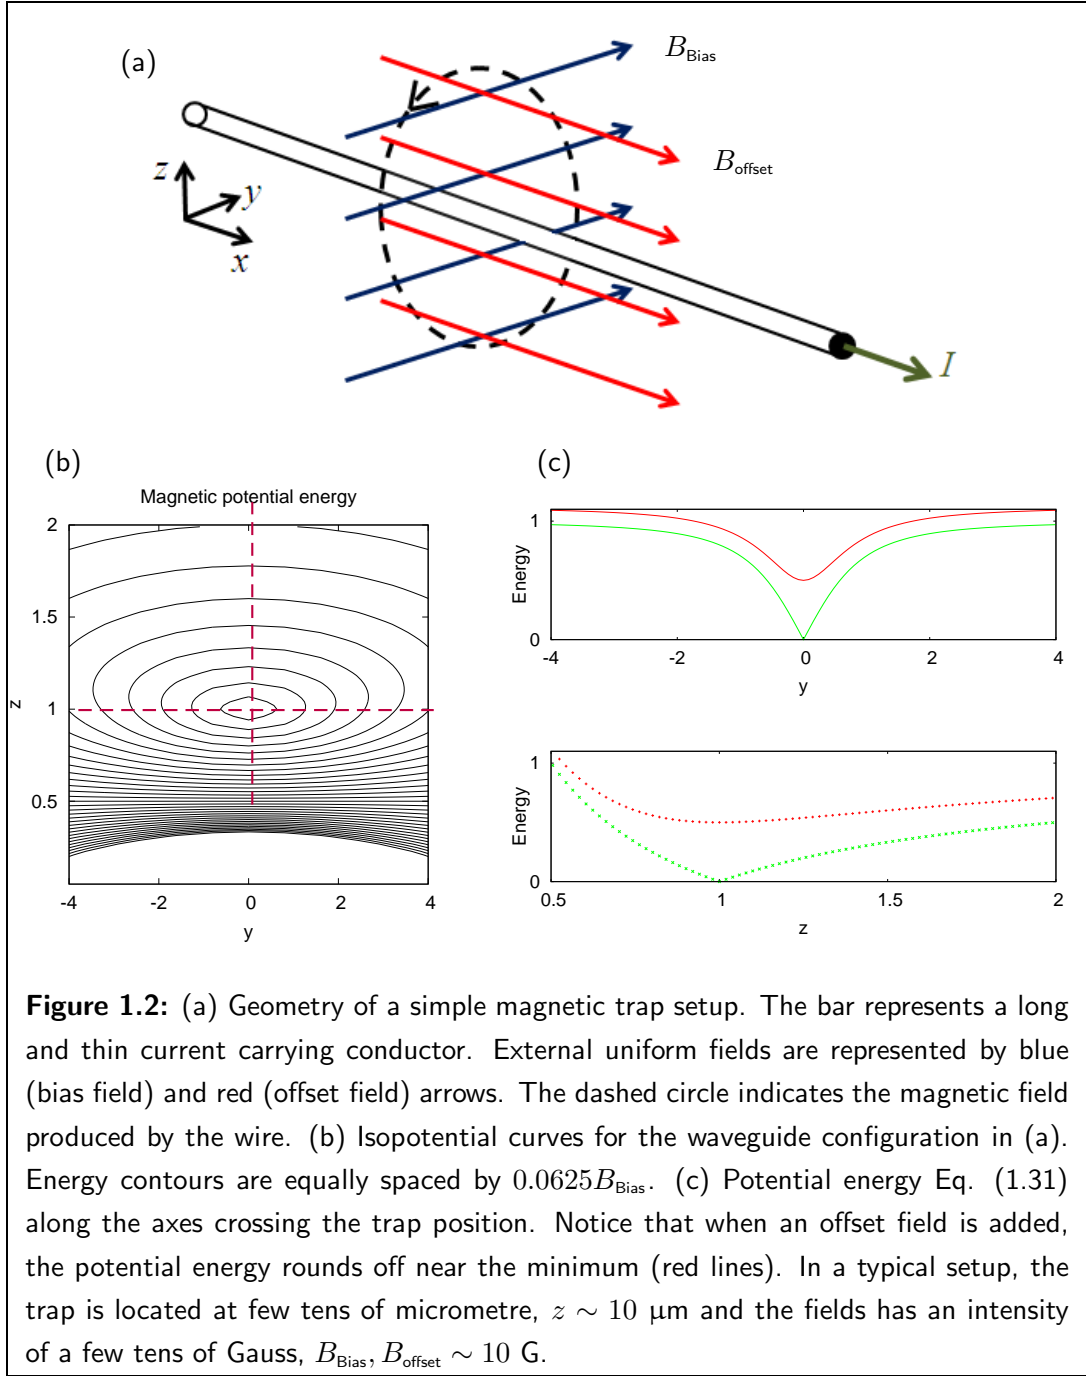 (a)
B_Bias
B_offset
z
y
x
I
(b)
Magnetic potential energy
2
1.5
1
0.5
z
-4
-2
0
2
4
y
(c)
1
0
Energy
-4
-2
0
2
4
y
1
0
Energy
0.5
1
1.5
2
z
Figure 1.2: (a) Geometry of a simple magnetic trap setup. The bar represents a long
and thin current carrying conductor. External uniform fields are represented by blue
(bias field) and red (offset field) arrows. The dashed circle indicates the magnetic field
produced by the wire. (b) Isopotential curves for the waveguide configuration in (a).
Energy contours are equally spaced by 0.0625B_Bias. (c) Potential energy Eq. (1.31)
along the axes crossing the trap position. Notice that when an offset field is added,
the potential energy rounds off near the minimum (red lines). In a typical setup, the
trap is located at few tens of micrometre, z ∼ 10 µm and the fields has an intensity
of a few tens of Gauss, B_Bias, B_offset ∼ 10 G.